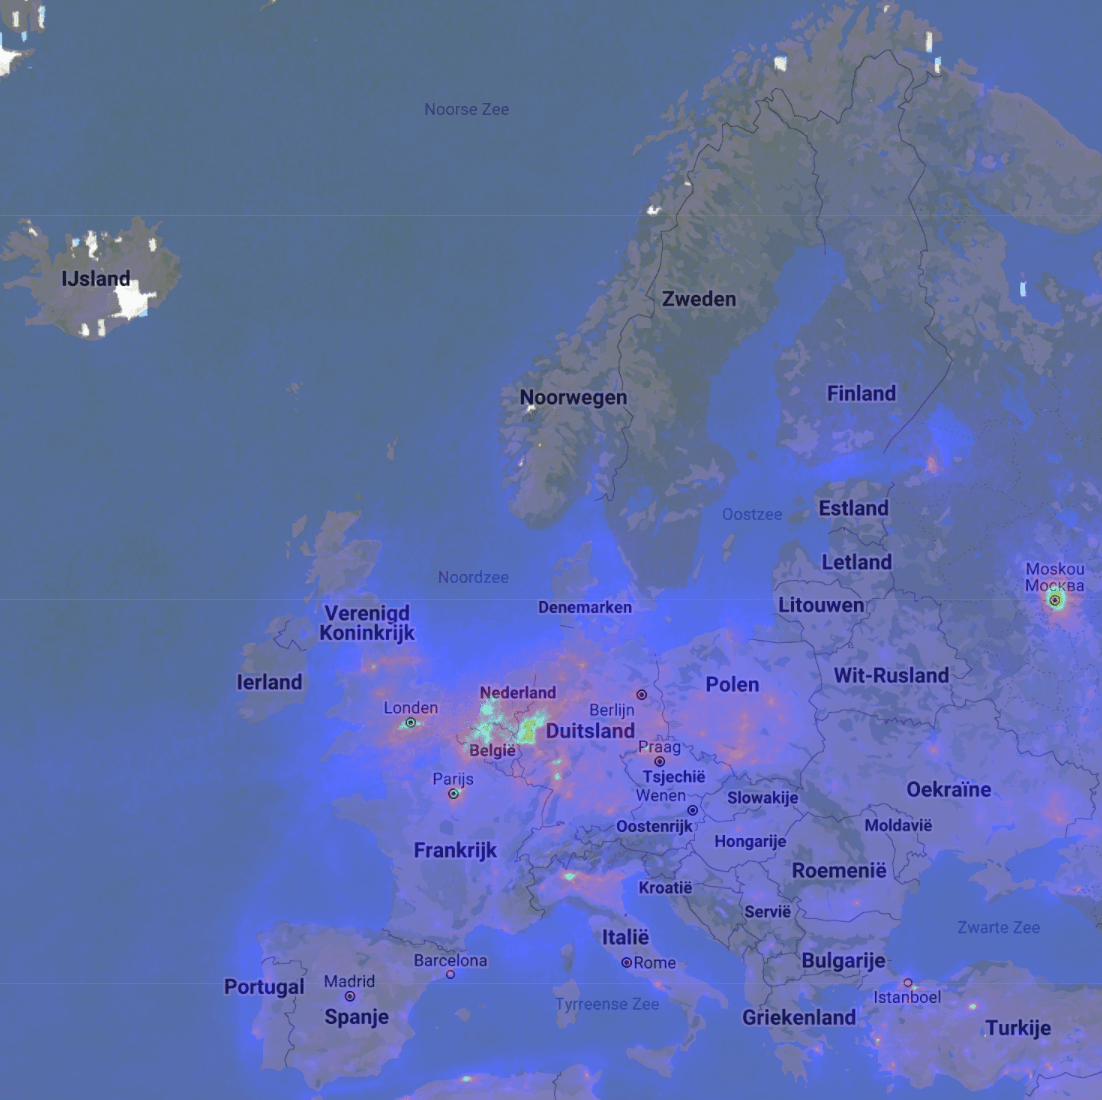 Noorse Zee
IJsland
Zweden
Finland
Noorwegen
Estland
Oostzee
Letland
Noordzee
Moskou
Москва
Denemarken
Litouwen
Verenigd
Koninkrijk
Wit-Rusland
Ierland
Polen
Nederland
Londen
Berlijn
Duitsland
België
Praag
Parijs
Tsjechië
Oekraïne
Wenen
Slowakije
Oostenrijk
Moldavië
Hongarije
Frankrijk
Roemenië
Kroatië
Servië
Zwarte Zee
Italië
Barcelona
Rome
Bulgarije
Madrid
Portugal
Istanboel
Tyrreense Zee
Spanje
Griekenland
Turkije